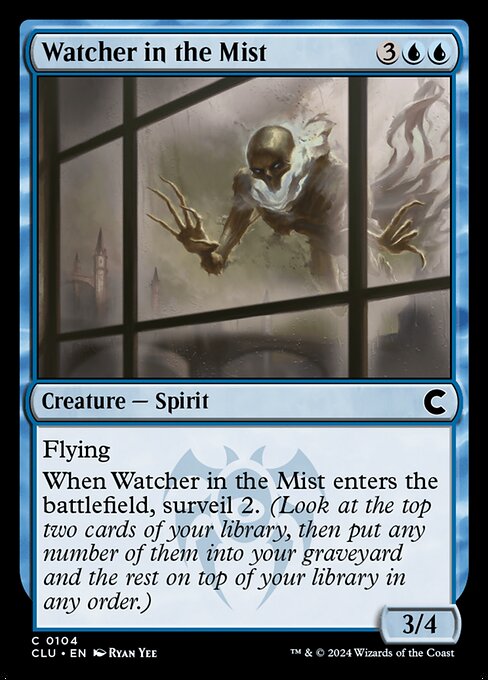 Watcher in the Mist 3
Creature — Spirit
Flying
When Watcher in the Mist enters the
battlefield, surveil 2. (Look at the top
two cards of your library, then put any
number of them into your graveyard
and the rest on top of your library in
any order.)
3/4
C 0104
CLU • EN Ryan Yee
™ & © 2024 Wizards of the Coast